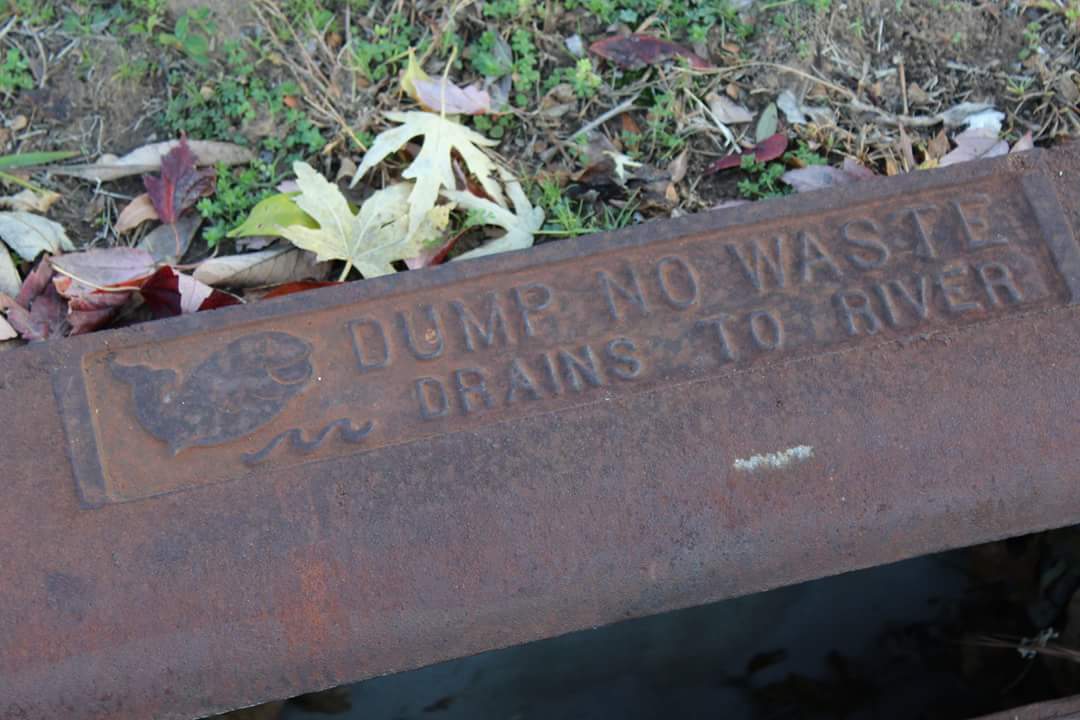 DUMP NO WASTE
DRAINS TO RIVER